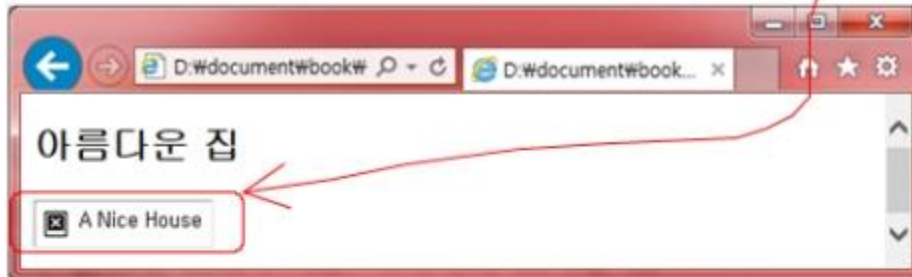 D:₩document₩book₩
D:₩document₩book...
아름다운 집
A Nice House